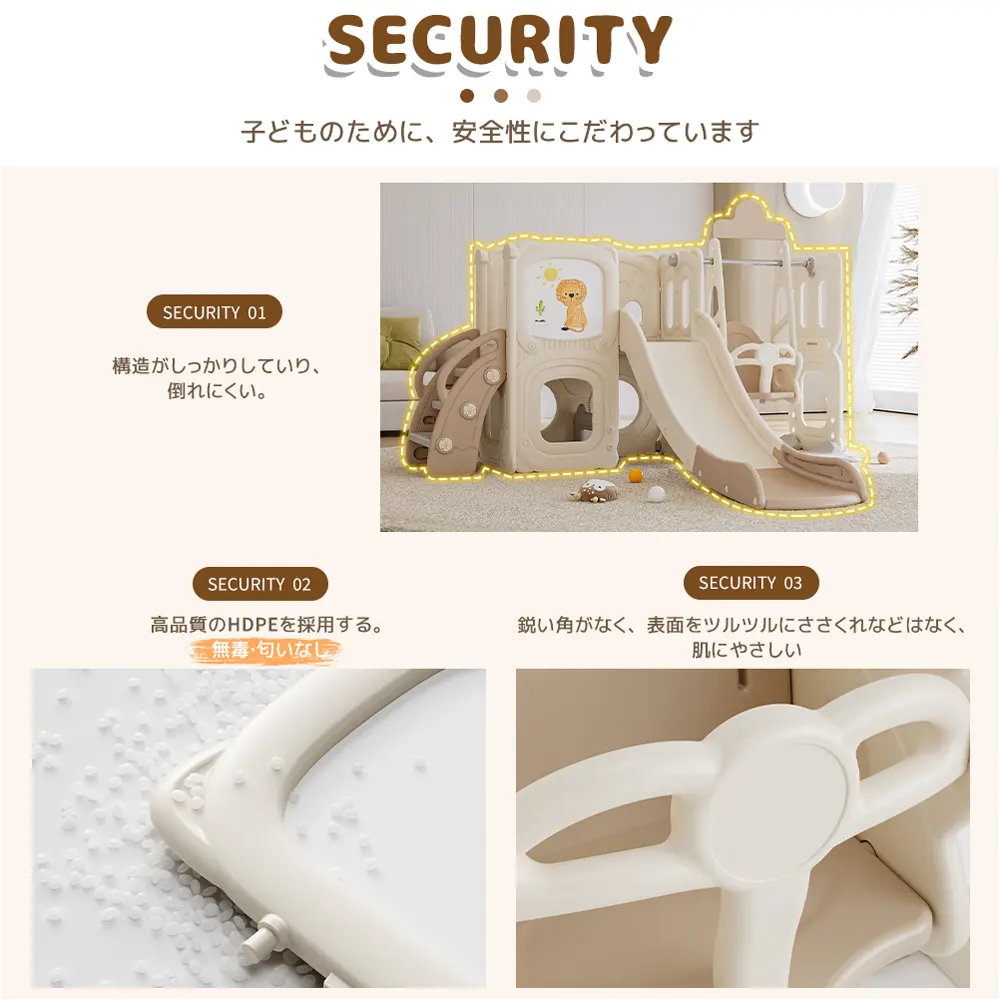 SECURITY
子どものために、安全性にこだわっています
SECURITY 01
構造がしっかりしていり、
倒れにくい。
SECURITY 02
高品質のHDPEを採用する。
無毒·匂いなし
SECURITY 03
鋭い角がなく、表面をツルツルにささくれなどはなく、
肌にやさしい